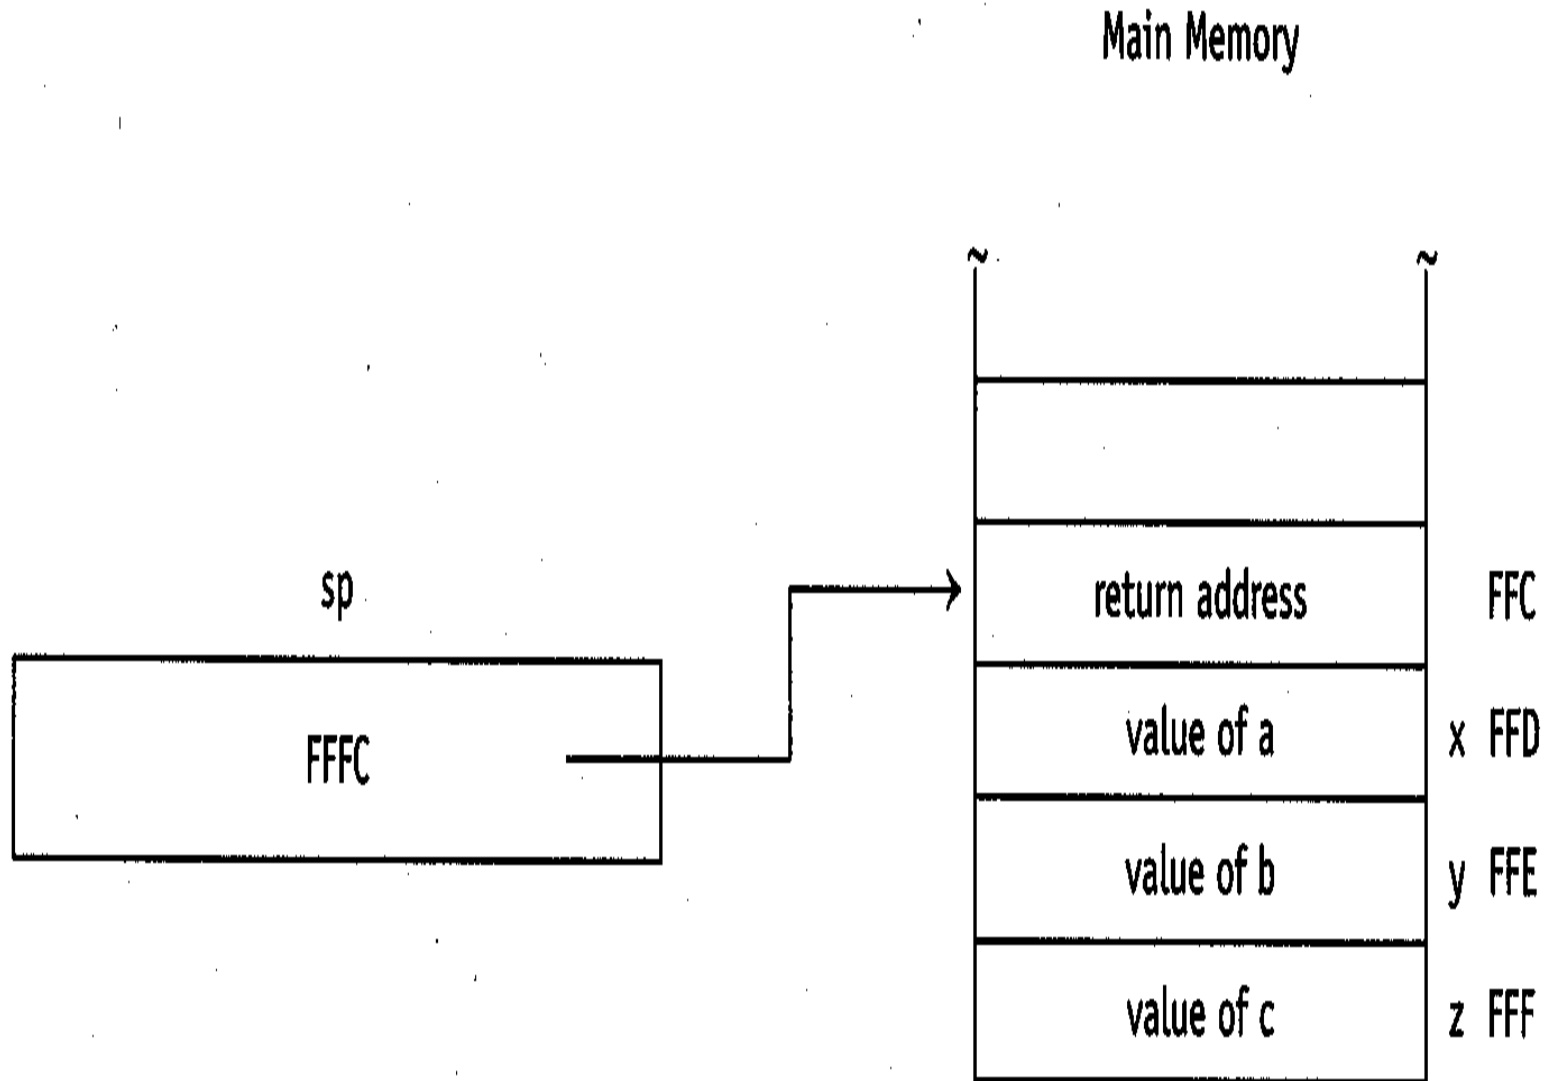 Main Memory
sp
return address FFC
FFFC
value of a x FFD
value of b y FFE
value of c z FFF